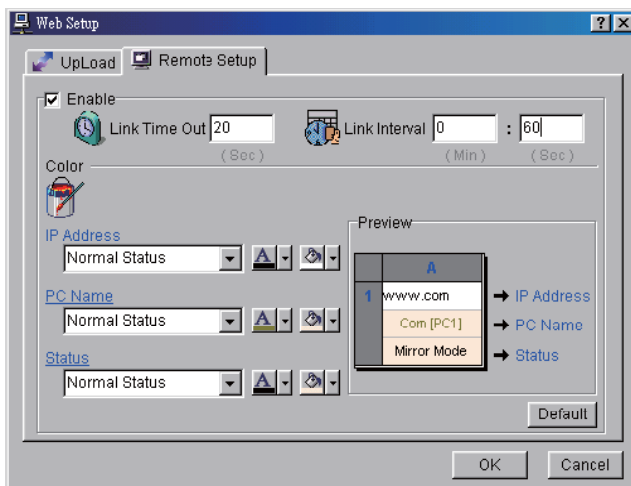 Web Setup
UpLoad
Remote Setup
Enable
Link Time Out 20
(Sec)
Link Interval 0 : 60
(Min) (Sec)
Color
IP Address
Normal Status
A
PC Name
Normal Status
A
Status
Normal Status
A
Preview
A
1 www.com → IP Address
Com [PC1] → PC Name
Mirror Mode → Status
Default
OK
Cancel